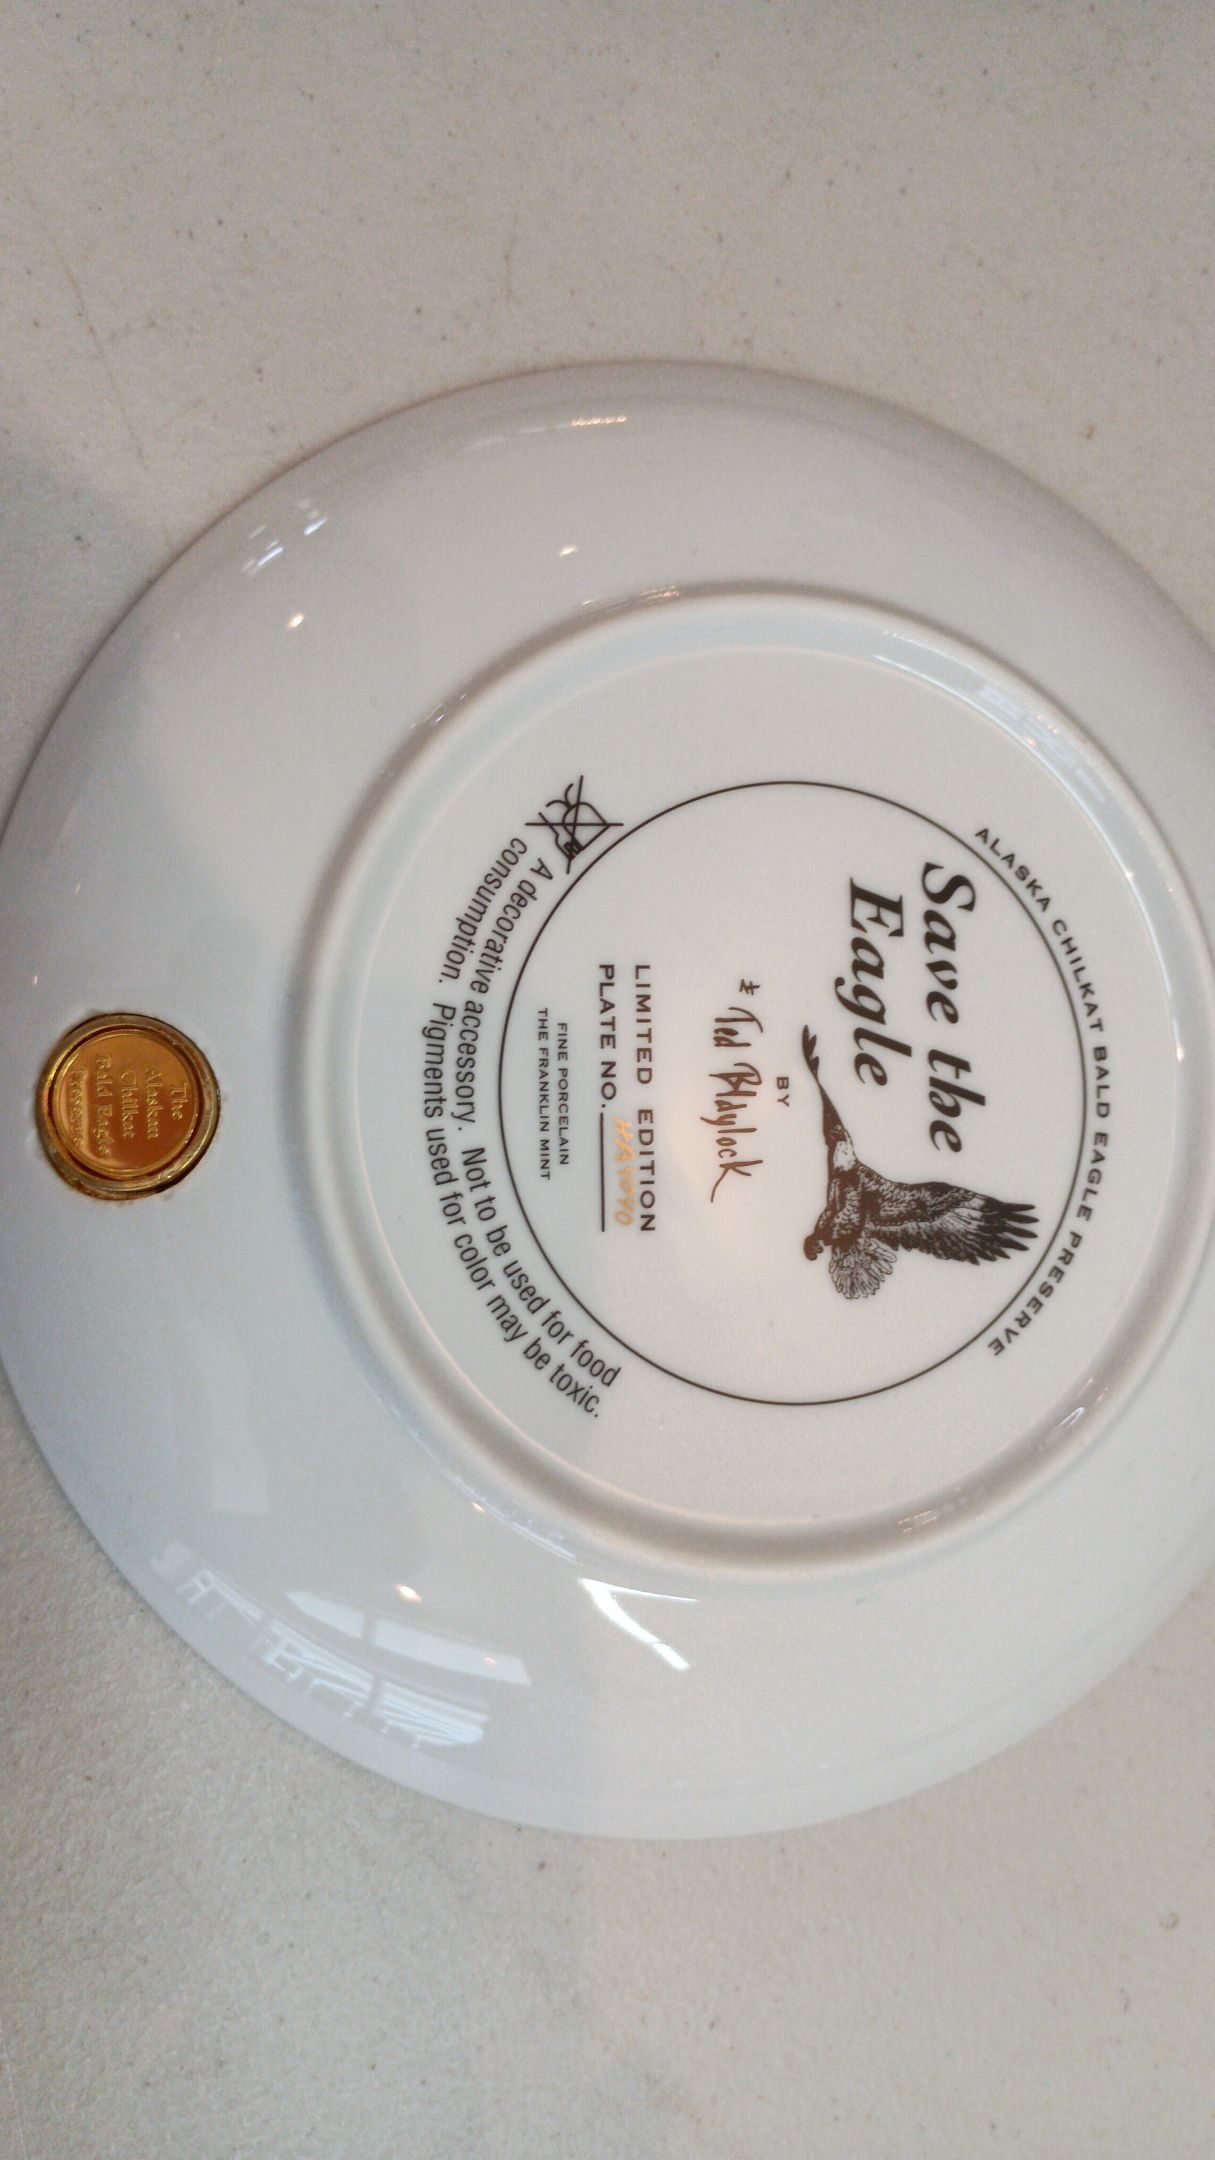 ALASKA CHILKAT BALD EAGLE PRESERVE
Save the
Eagle
BY
Ted Blaylock
LIMITED EDITION
PLATE NO.
FINE PORCELAIN
THE FRANKLIN MINT
A decorative accessory. Not to be used for food
consumption. Pigments used for color may be toxic.
The
Alaskan
Chilkat
Bald Eagle
Preserve